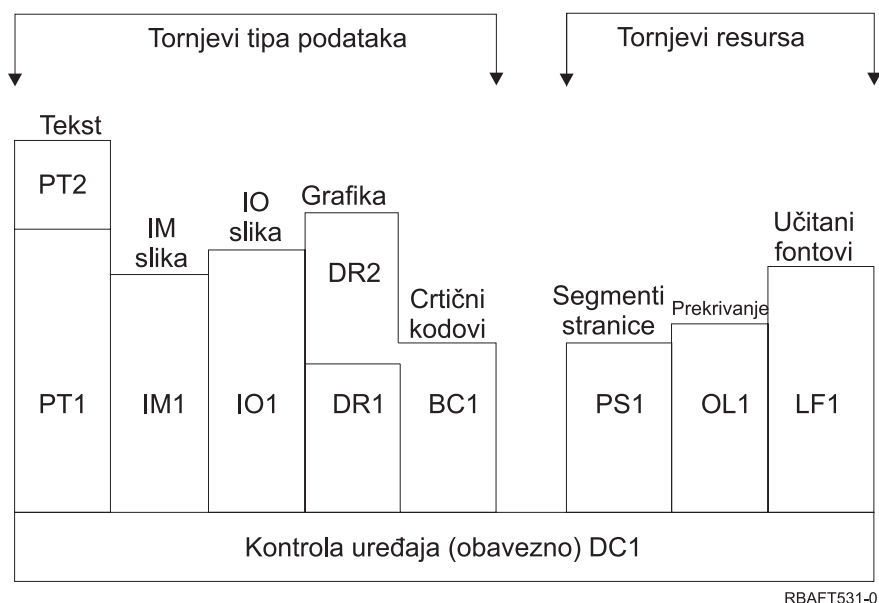 Tornjevi tipa podataka
Tornjevi resursa
Tekst
PT2
PT1
IM
slika
IM1
IO
slika
IO1
Grafika
DR2
DR1
Crtični
kodovi
BC1
Segmenti
stranice
PS1
Prekrivanje
OL1
Učitani
fontovi
LF1
Kontrola uređaja (obavezno) DC1
RBAFT531-0